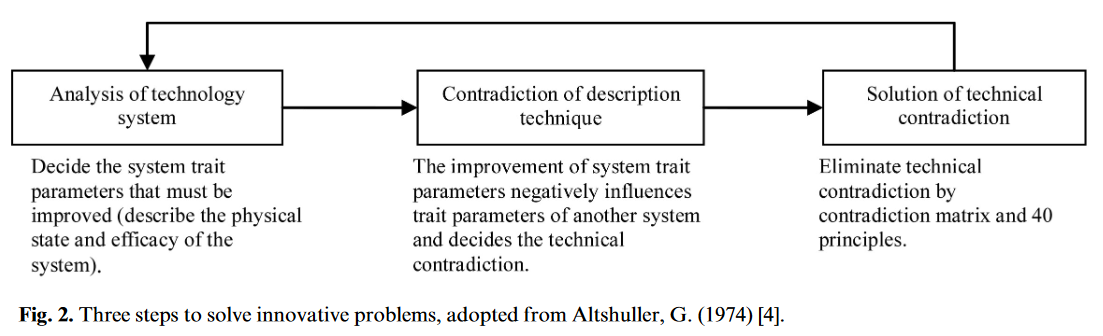 Analysis of technology
system
Contradiction of description
technique
Solution of technical
contradiction
Decide the system trait
parameters that must be
improved (describe the physical
state and efficacy of the
system).
The improvement of system trait
parameters negatively influences
trait parameters of another system
and decides the technical
contradiction.
Eliminate technical
contradiction by
contradiction matrix and 40
principles.
Fig. 2. Three steps to solve innovative problems, adopted from Altshuller, G. (1974) [4].